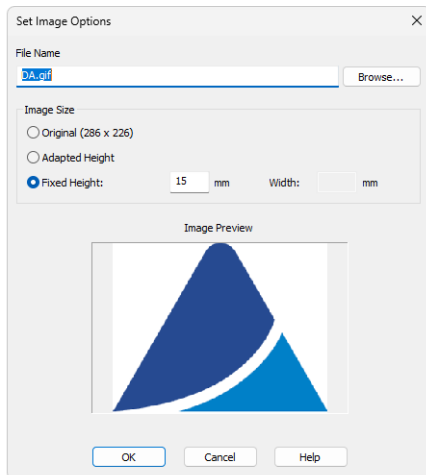 Set Image Options
File Name
DA.gif
Browse...
Image Size
Original (286 x 226)
Adapted Height
Fixed Height: 15 mm Width: mm
Image Preview
OK Cancel Help